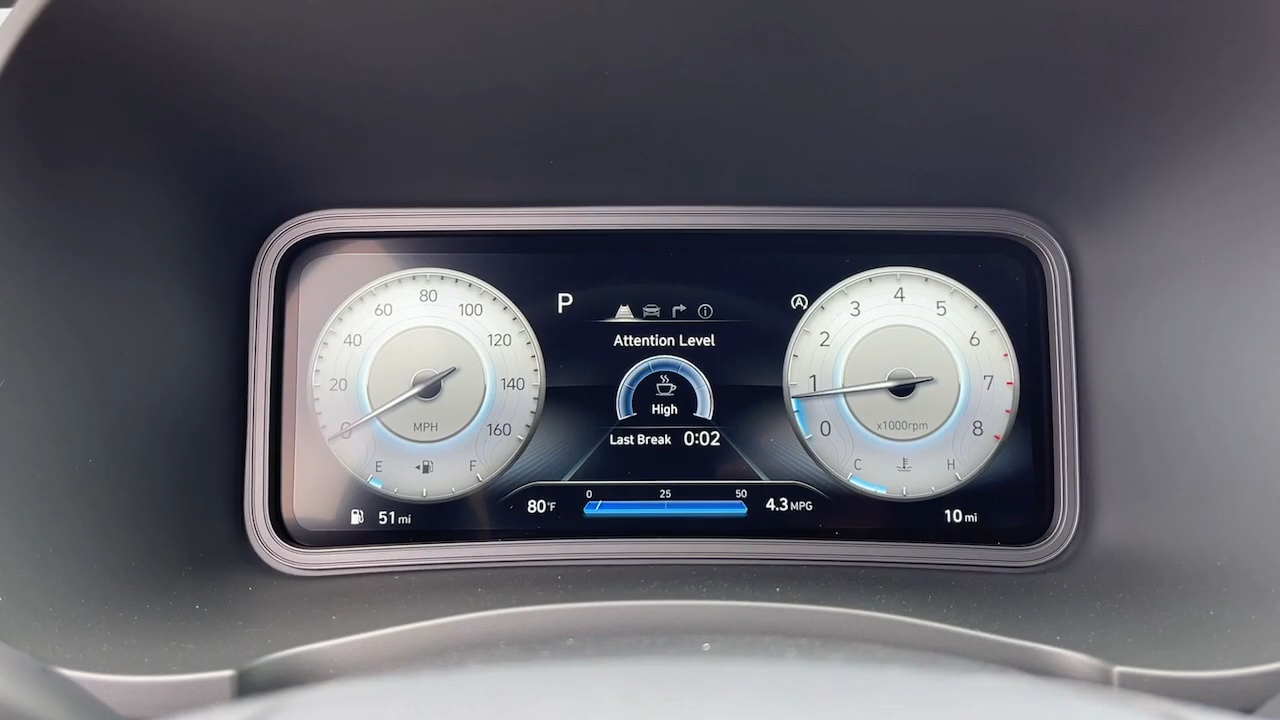 0 20 40 60 80 100 120 140 160
MPH
E F
51 mi
P
Attention Level
High
Last Break 0:02
80°F
0 25 50
4.3 MPG
A
0 1 2 3 4 5 6 7 8
x1000rpm
C H
10 mi